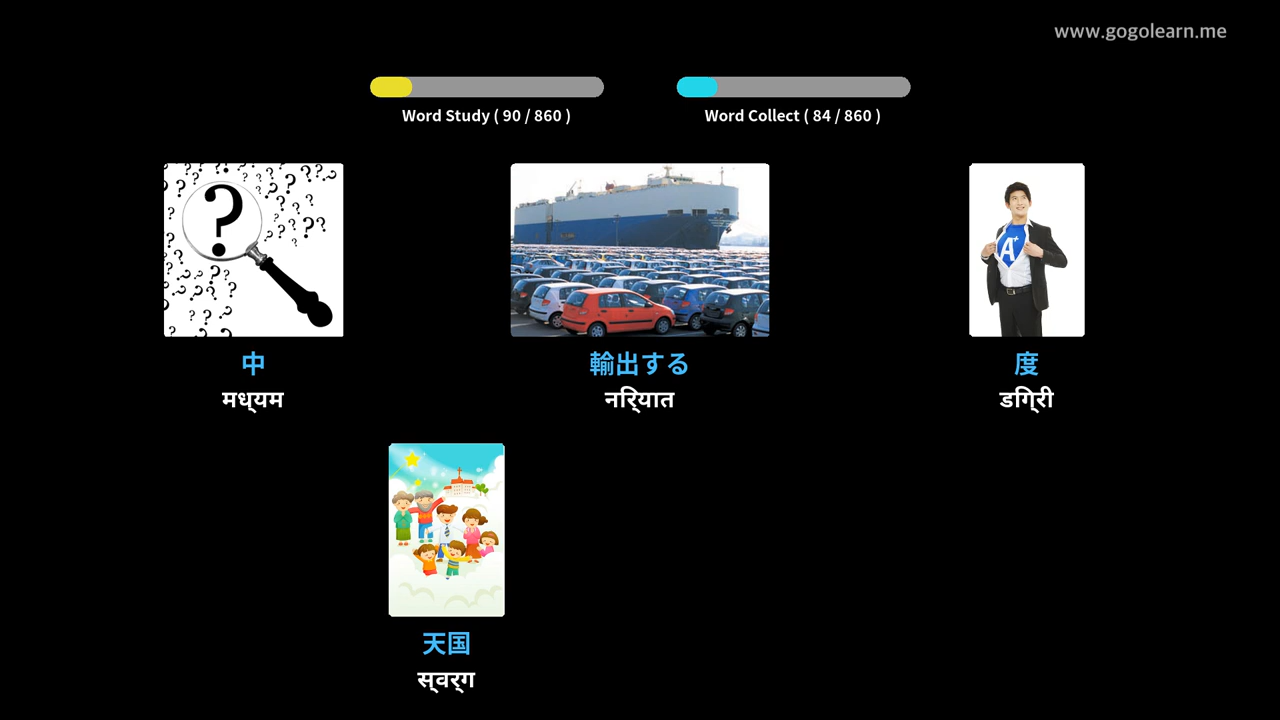 www.gogolearn.me
Word Study ( 90 / 860 )
Word Collect ( 84 / 860 )
中
मध्यम
輸出する
निर्यात
度
डिग्री
A+
天国
स्वर्ग